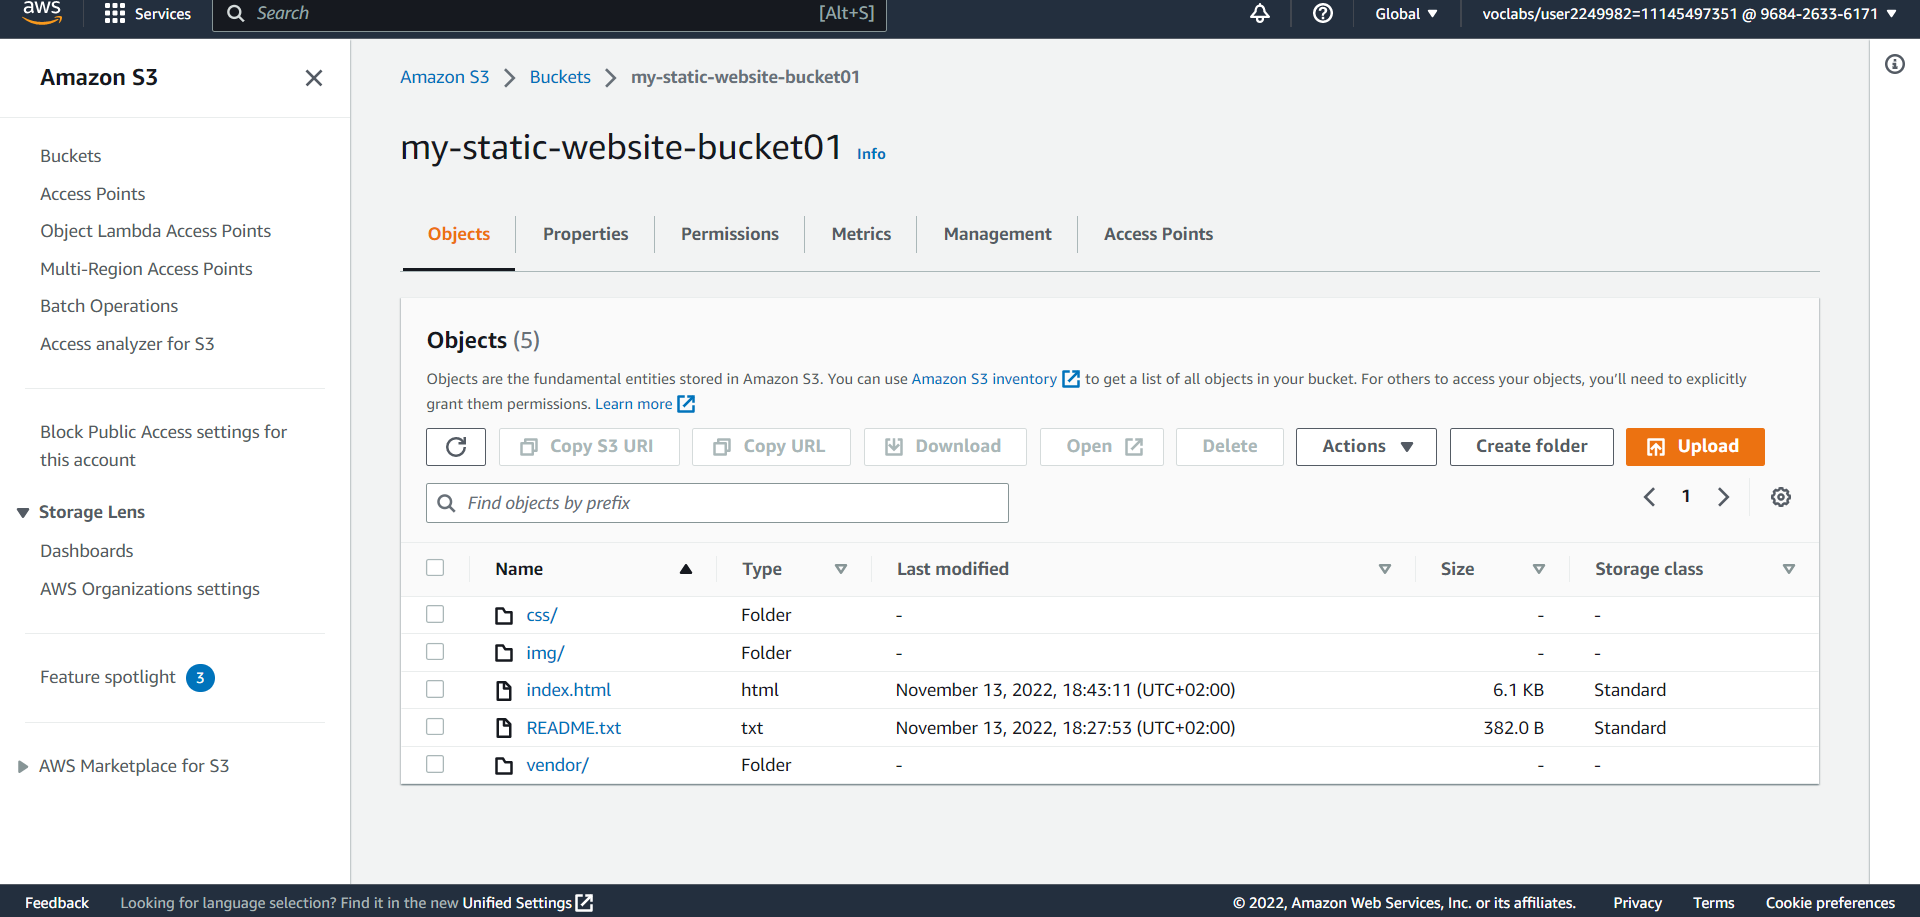 aws
Services
Search
[Alt+S]
Global
voclabs/user2249982=11145497351 @ 9684-2633-6171
Amazon S3
Buckets
Access Points
Object Lambda Access Points
Multi-Region Access Points
Batch Operations
Access analyzer for S3
Block Public Access settings for
this account
Storage Lens
Dashboards
AWS Organizations settings
Feature spotlight 3
AWS Marketplace for S3
Amazon S3 > Buckets > my-static-website-bucket01
my-static-website-bucket01 Info
Objects Properties Permissions Metrics Management Access Points
Objects (5)
Objects are the fundamental entities stored in Amazon S3. You can use Amazon S3 inventory to get a list of all objects in your bucket. For others to access your objects, you'll need to explicitly
grant them permissions. Learn more
Copy S3 URI Copy URL Download Open Delete Actions Create folder Upload
Find objects by prefix
1
Name Type Last modified Size Storage class
css/ Folder - - -
img/ Folder - - -
index.html html November 13, 2022, 18:43:11 (UTC+02:00) 6.1 KB Standard
README.txt txt November 13, 2022, 18:27:53 (UTC+02:00) 382.0 B Standard
vendor/ Folder - - -
Feedback Looking for language selection? Find it in the new Unified Settings © 2022, Amazon Web Services, Inc. or its affiliates. Privacy Terms Cookie preferences